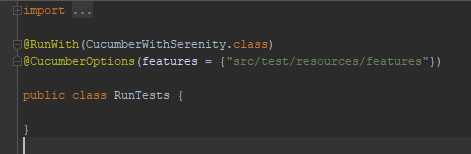 import ...
@RunWith(CucumberWithSerenity.class)
@CucumberOptions(features = {"src/test/resources/features"})
public class RunTests {
}